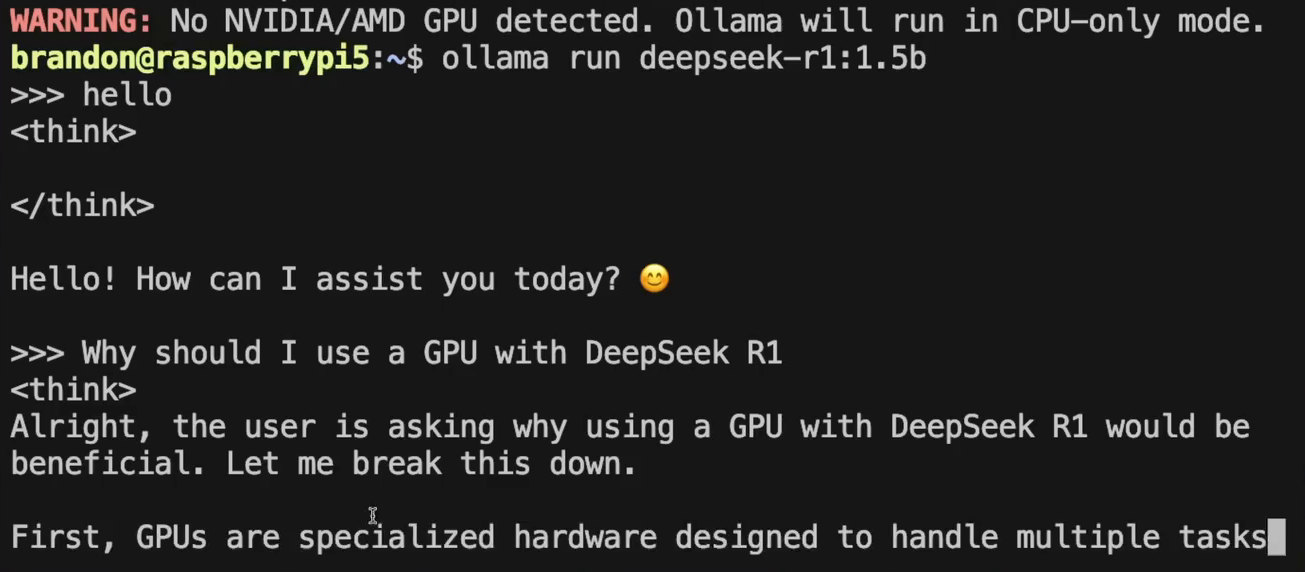 WARNING: No NVIDIA/AMD GPU detected. Ollama will run in CPU-only mode.
brandon@raspberrypi5:~$ ollama run deepseek-r1:1.5b
>>> hello
<think>
</think>
Hello! How can I assist you today? 😊
>>> Why should I use a GPU with DeepSeek R1
<think>
Alright, the user is asking why using a GPU with DeepSeek R1 would be
beneficial. Let me break this down.
First, GPUs are specialized hardware designed to handle multiple tasks